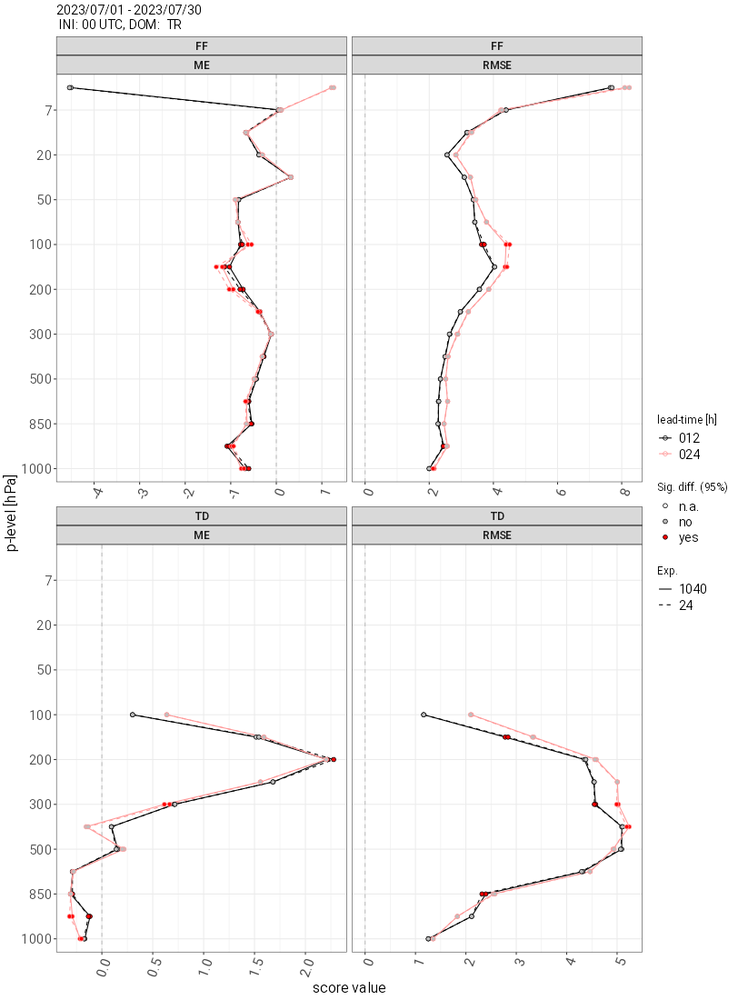 2023/07/01 - 2023/07/30
INI: 00 UTC, DOM: TR
FF
FF
ME
RMSE
7
20
50
100
200
300
500
850
1000
-4
-3
-2
-1
0
1
0
2
4
6
8
TD
TD
ME
RMSE
7
20
50
100
200
300
500
850
1000
0.0
0.5
1.0
1.5
2.0
0
1
2
3
4
5
p-level [hPa]
score value
lead-time [h]
012
024
Sig. diff. (95%)
n.a.
no
yes
Exp.
1040
24